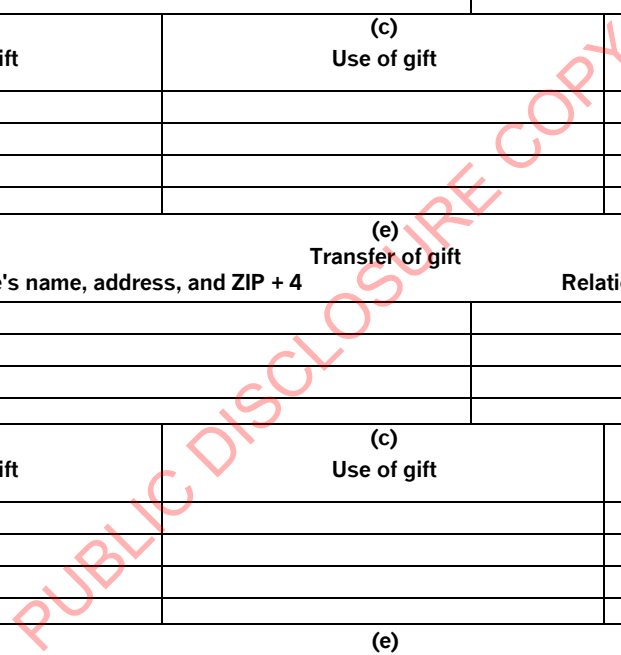 (c)
ift Use of gift
(e)
Transfer of gift
e's name, address, and ZIP + 4 Relati
(c)
ift Use of gift
(e)
PUBLIC DISCLOSURE COPY